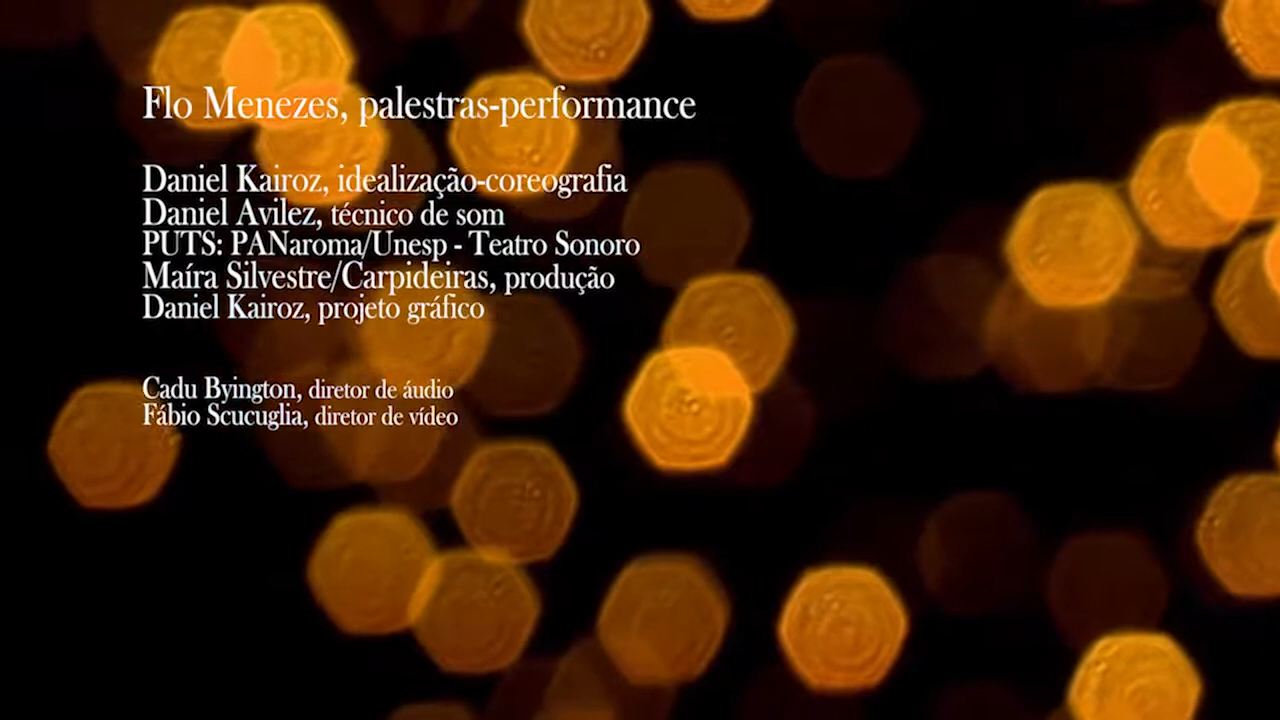 Flo Menezes, palestras-performance
Daniel Kairoz, idealização-coreografia
Daniel Avilez, técnico de som
PUTS: PANaroma/Unesp - Teatro Sonoro
Maíra Silvestre/Carpideiras, produção
Daniel Kairoz, projeto gráfico
Cadu Byington, diretor de áudio
Fábio Scucuglia, diretor de vídeo